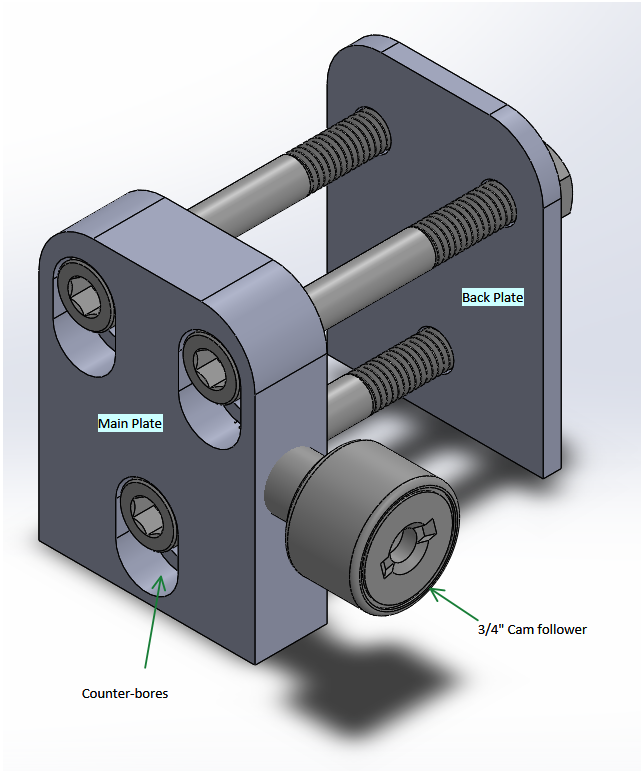 Back Plate
Main Plate
3/4" Cam follower
Counter-bores